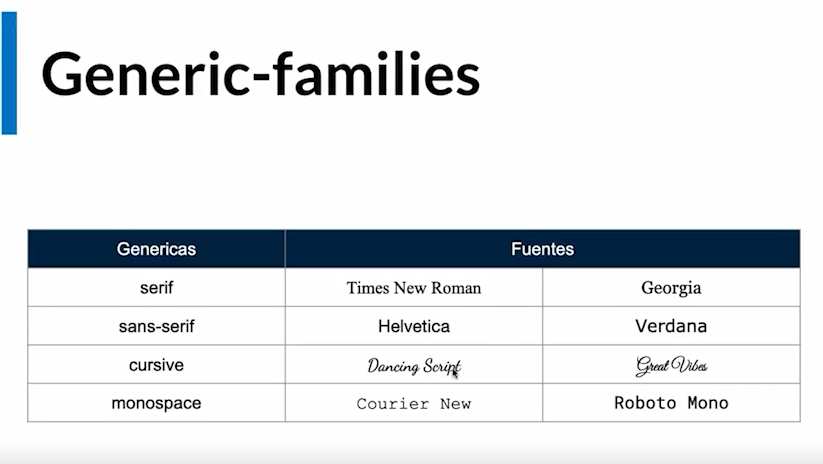 Generic-families
Genericas Fuentes
serif Times New Roman Georgia
sans-serif Helvetica Verdana
cursive Dancing Script Great Vibes
monospace Courier New Roboto Mono